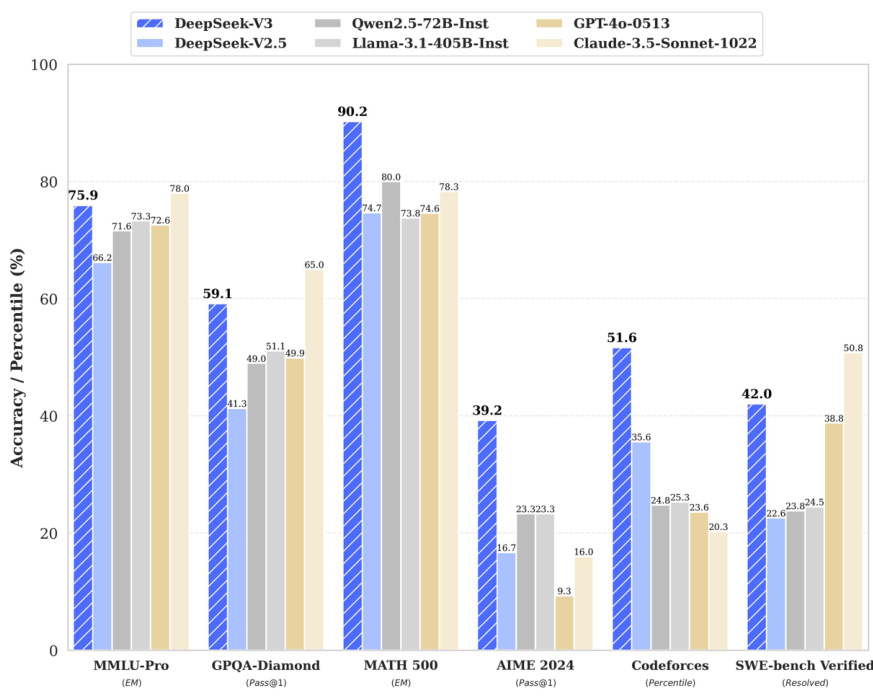 DeepSeek-V3 Qwen2.5-72B-Inst GPT-4o-0513
DeepSeek-V2.5 Llama-3.1-405B-Inst Claude-3.5-Sonnet-1022
Accuracy / Percentile (%)
100
80
60
40
20
0
75.9 66.2 71.6 73.3 72.6 78.0
59.1 41.3 49.0 51.1 49.9 65.0
90.2 74.7 80.0 73.8 74.6 78.3
39.2 16.7 23.3 23.3 9.3 16.0
51.6 35.6 24.8 25.3 23.6 20.3
42.0 22.6 23.8 24.5 38.8 50.8
MMLU-Pro GPQA-Diamond MATH 500 AIME 2024 Codeforces SWE-bench Verified
(EM) (Pass@1) (EM) (Pass@1) (Percentile) (Resolved)